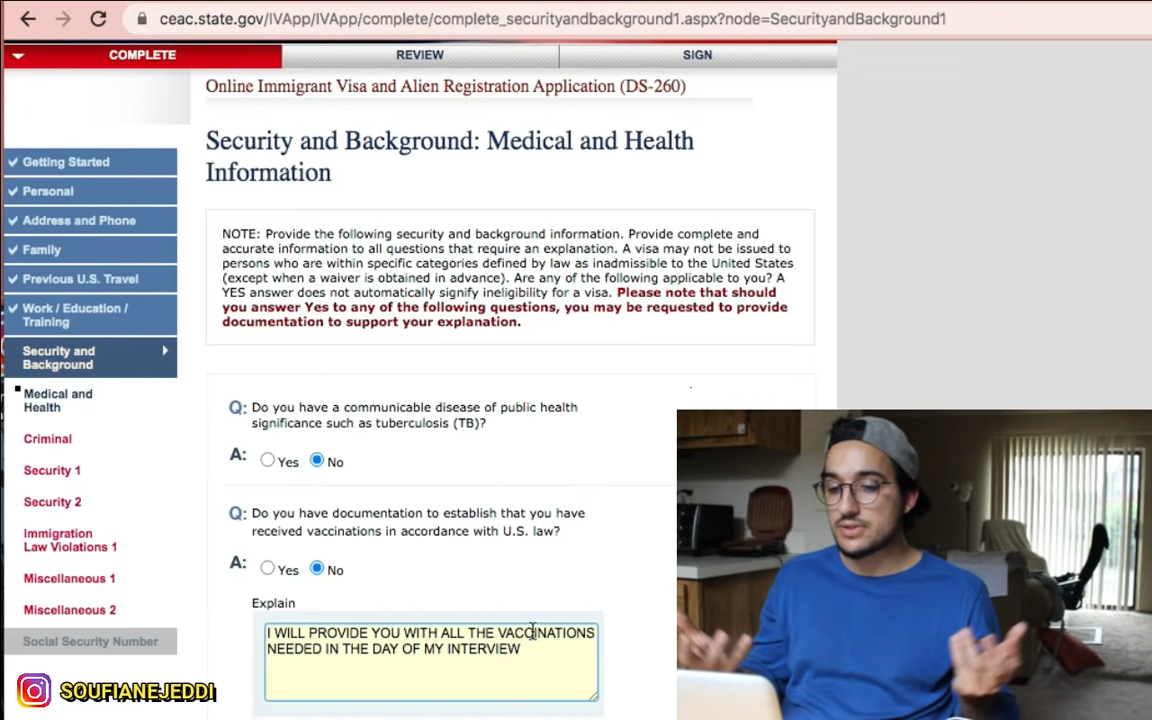 ceac.state.gov/IVApp/IVApp/complete/complete_securityandbackground1.aspx?node=SecurityandBackground1
COMPLETE
REVIEW
SIGN
Online Immigrant Visa and Alien Registration Application (DS-260)
Security and Background: Medical and Health
Information
Getting Started
Personal
Address and Phone
Family
Previous U.S. Travel
Work / Education /
Training
Security and
Background
Medical and
Health
Criminal
Security 1
Security 2
Immigration
Law Violations 1
Miscellaneous 1
Miscellaneous 2
Social Security Number
NOTE: Provide the following security and background information. Provide complete and
accurate information to all questions that require an explanation. A visa may not be issued to
persons who are within specific categories defined by law as inadmissible to the United States
(except when a waiver is obtained in advance). Are any of the following applicable to you? A
YES answer does not automatically signify ineligibility for a visa. Please note that should
you answer Yes to any of the following questions, you may be requested to provide
documentation to support your explanation.
Q: Do you have a communicable disease of public health
significance such as tuberculosis (TB)?
A: Yes No
Q: Do you have documentation to establish that you have
received vaccinations in accordance with U.S. law?
A: Yes No
Explain
I WILL PROVIDE YOU WITH ALL THE VACCINATIONS
NEEDED IN THE DAY OF MY INTERVIEW
SOUFIANEJEDDI